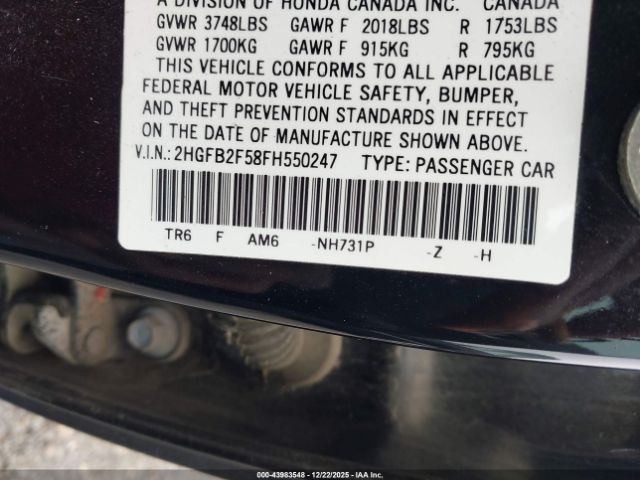 A DIVISION OF HONDA CANADA INC. CANADA
GVWR 3748LBS GAWR F 2018LBS R 1753LBS
GVWR 1700KG GAWR F 915KG R 795KG
THIS VEHICLE CONFORMS TO ALL APPLICABLE
FEDERAL MOTOR VEHICLE SAFETY, BUMPER,
AND THEFT PREVENTION STANDARDS IN EFFECT
ON THE DATE OF MANUFACTURE SHOWN ABOVE.
V.I.N.: 2HGFB2F58FH550247 TYPE: PASSENGER CAR
TR6 F AM6 -NH731P -Z -H
Owner: 43983548 - 12/22/2025 - IAA, Inc.